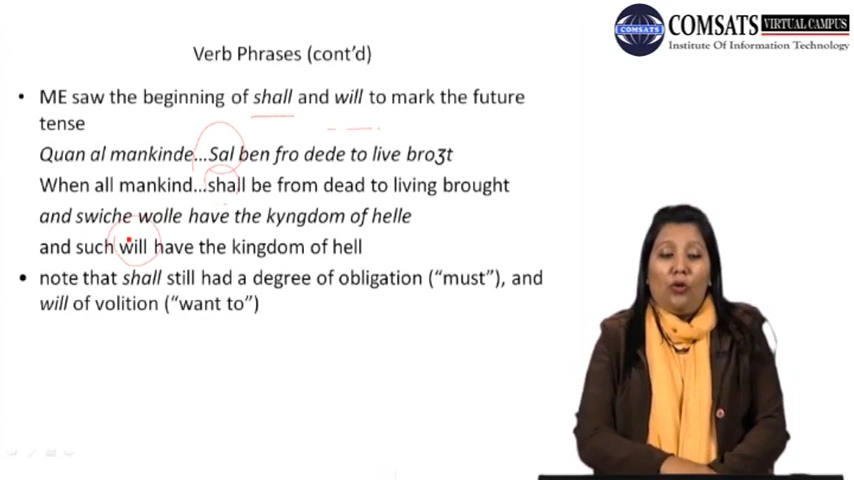 COMSATS VIRTUAL CAMPUS
COMSATS
Institute Of Information Technology
Verb Phrases (cont'd)
• ME saw the beginning of shall and will to mark the future
tense
Quan al mankinde...Sal ben fro dede to live broʒt
When all mankind...shall be from dead to living brought
and swiche wolle have the kyngdom of helle
and such will have the kingdom of hell
• note that shall still had a degree of obligation ("must"), and
will of volition ("want to")